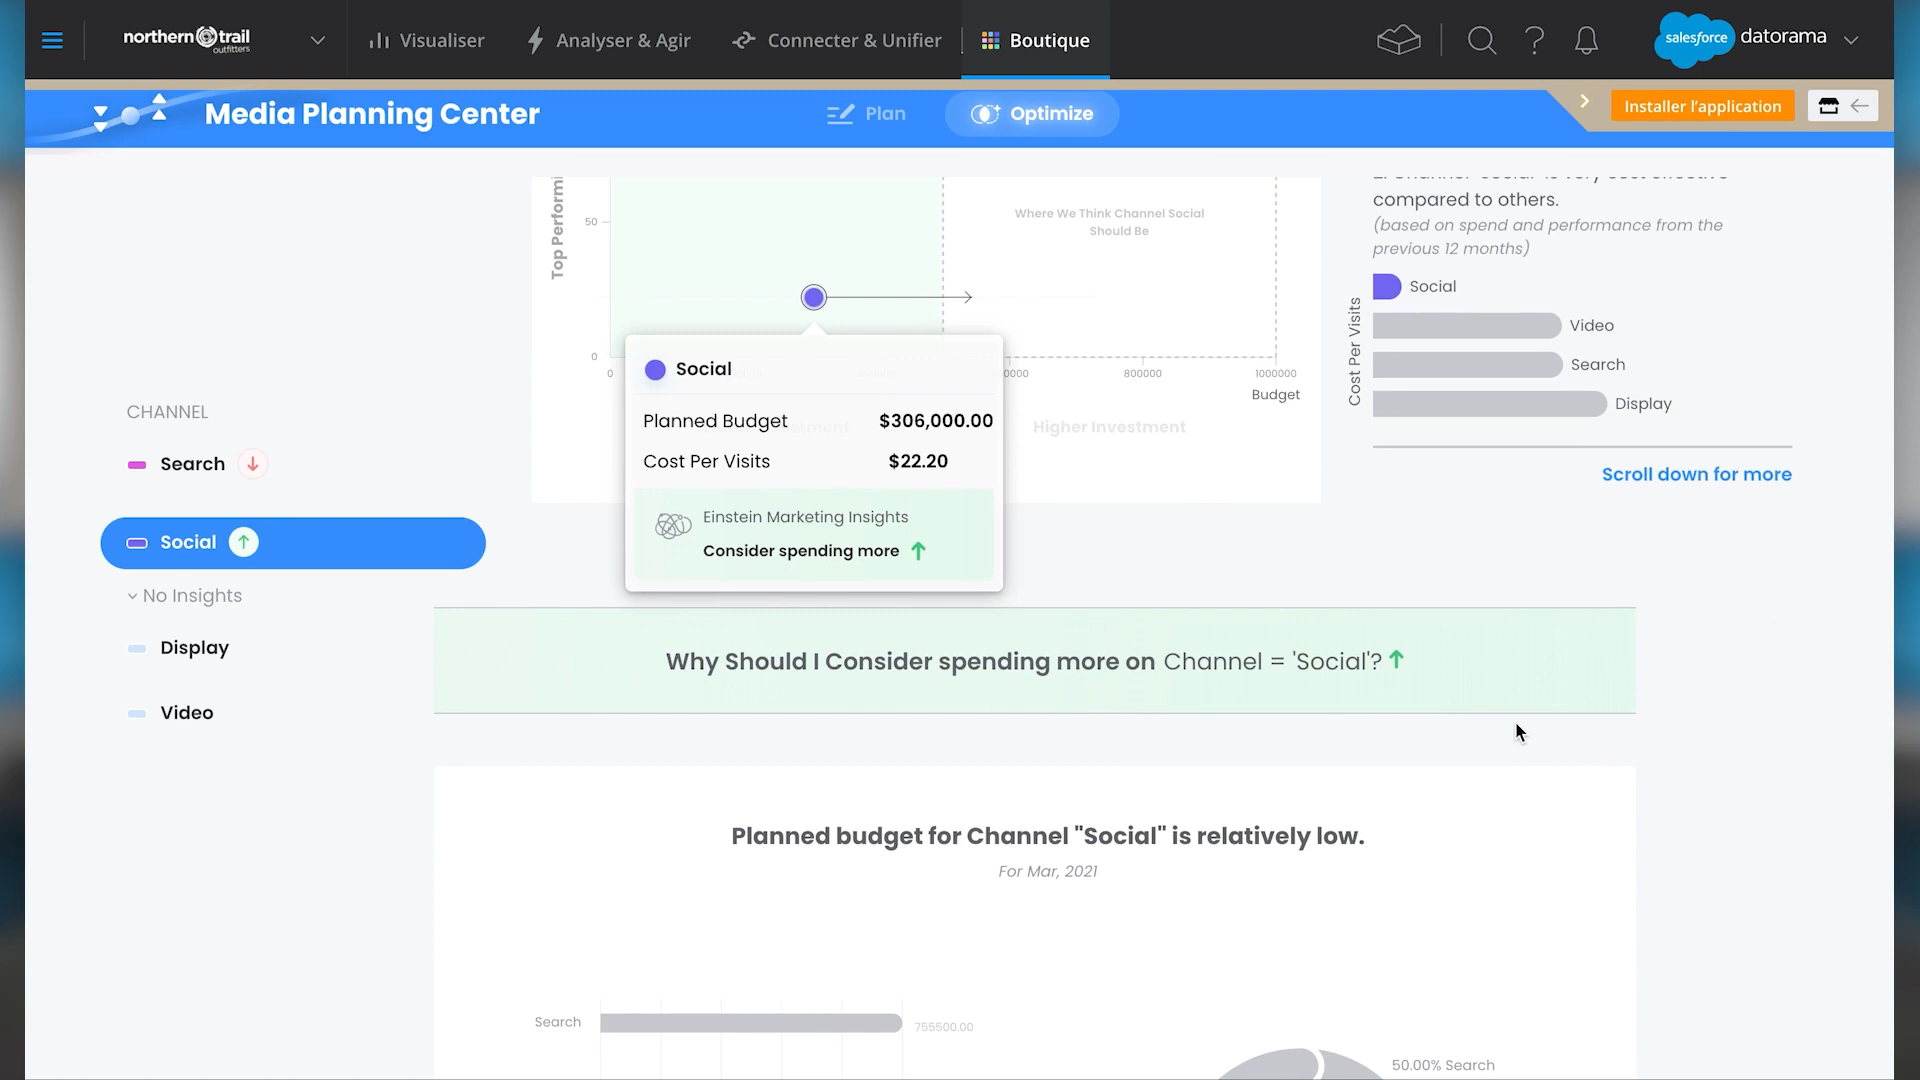 northern trail
outfitters
Visualiser
Analyser & Agir
Connecter & Unifier
Boutique
salesforce
datorama
Media Planning Center
Plan
Optimize
Installer l'application
Top Performi
50
0
0
800000
1000000
Budget
Where We Think Channel Social
Should Be
Higher Investment
compared to others.
(based on spend and performance from the
previous 12 months)
Cost Per Visits
Social
Video
Search
Display
Scroll down for more
CHANNEL
Search
Social
No Insights
Display
Video
Social
Planned Budget $306,000.00
Cost Per Visits $22.20
Einstein Marketing Insights
Consider spending more
Why Should I Consider spending more on Channel = 'Social'?
Planned budget for Channel "Social" is relatively low.
For Mar, 2021
Search
755500.00
50.00% Search